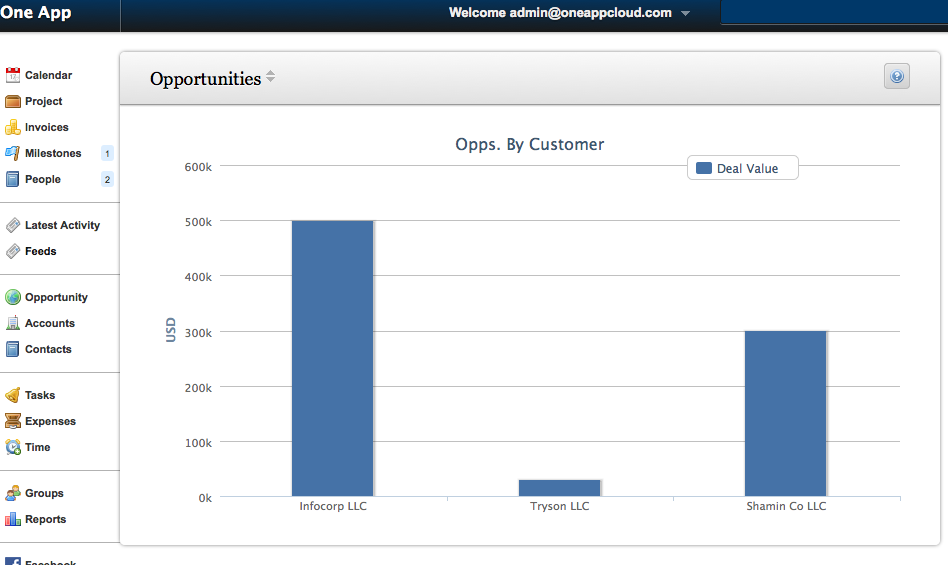 One App
Welcome admin@oneappcloud.com
Calendar
Project
Invoices
Milestones 1
People 2
Latest Activity
Feeds
Opportunity
Accounts
Contacts
Tasks
Expenses
Time
Groups
Reports
Facebook
Opportunities
Opps. By Customer
Deal Value
USD
600k
500k
400k
300k
200k
100k
0k
Infocorp LLC
Tryson LLC
Shamin Co LLC